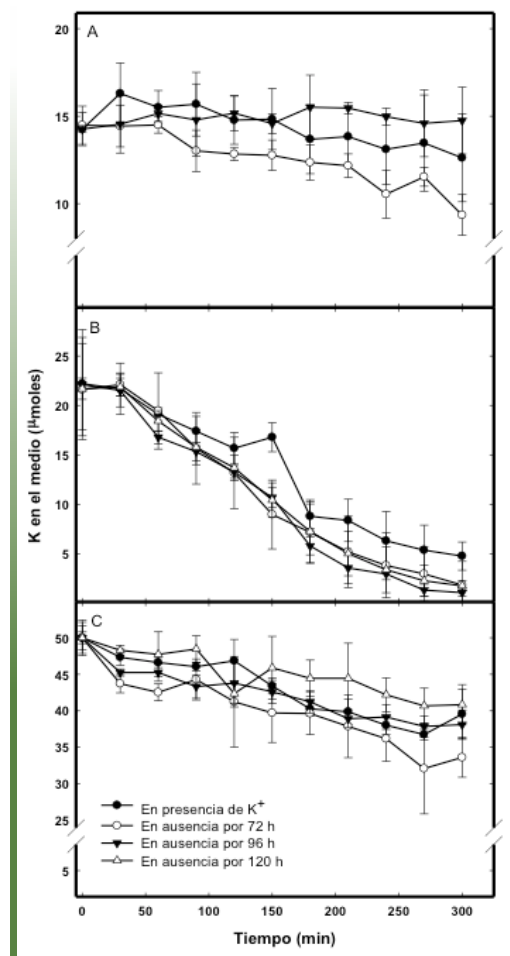 A
20
15
10
B
25
20
15
10
5
K en el medio (µmoles)
C
50
45
40
35
30
25
5
En presencia de K+
En ausencia por 72 h
En ausencia por 96 h
En ausencia por 120 h
0 50 100 150 200 250 300
Tiempo (min)